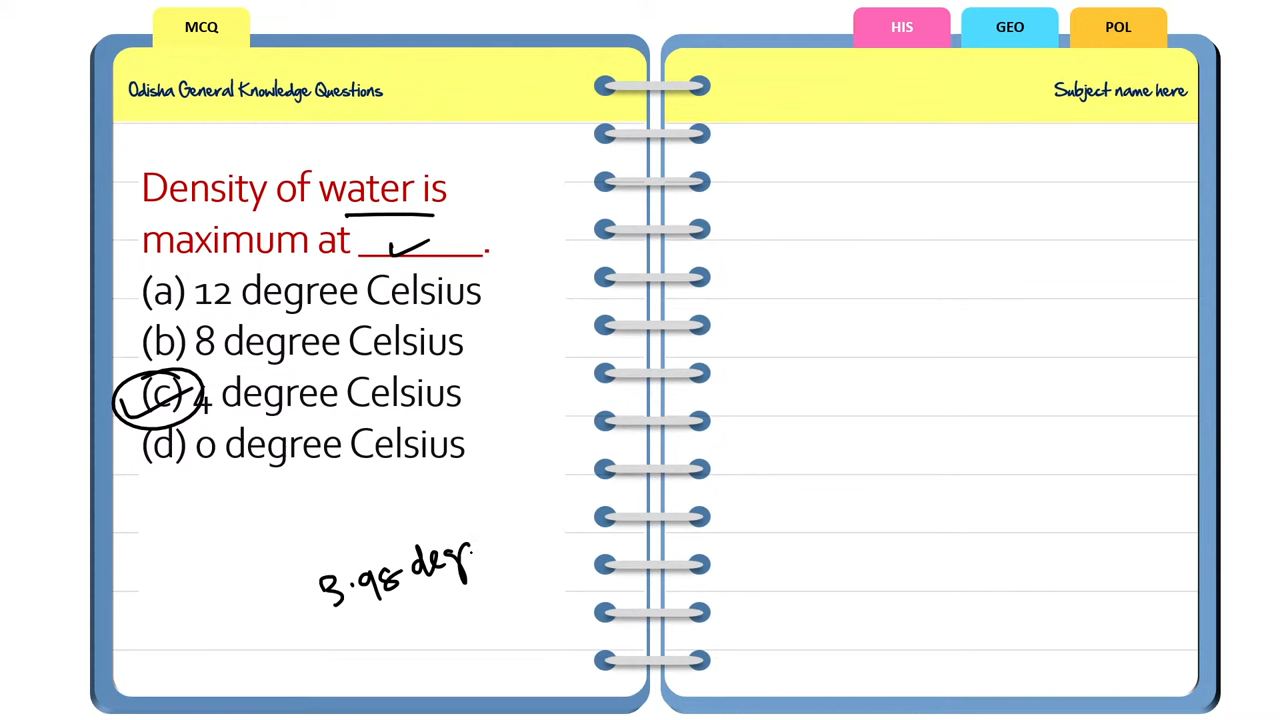 MCQ
HIS GEO POL
Odisha General Knowledge Questions
Subject name here
Density of water is
maximum at ______.
(a) 12 degree Celsius
(b) 8 degree Celsius
(c) 4 degree Celsius
(d) 0 degree Celsius
3.98 degr